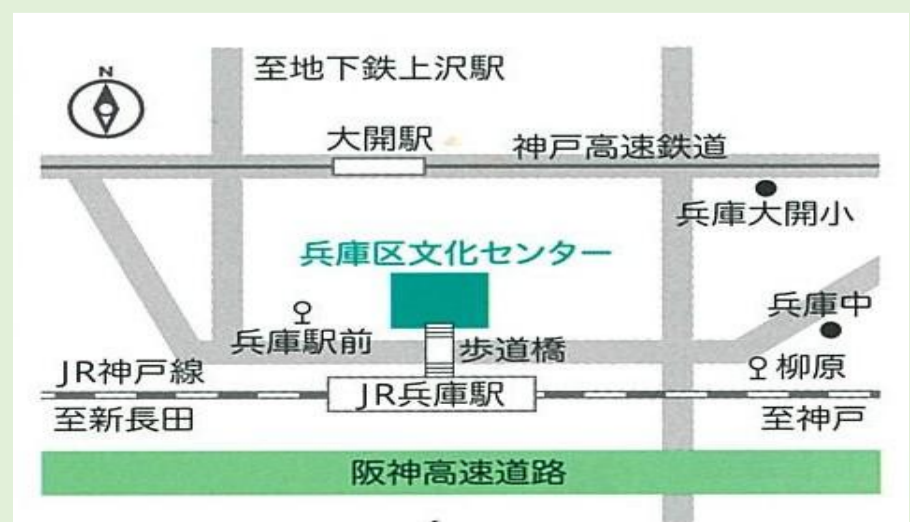 N
至地下鉄上沢駅
大開駅
神戸高速鉄道
兵庫大開小
兵庫区文化センター
兵庫中
兵庫駅前
歩道橋
柳原
JR神戸線
JR兵庫駅
至新長田
至神戸
阪神高速道路